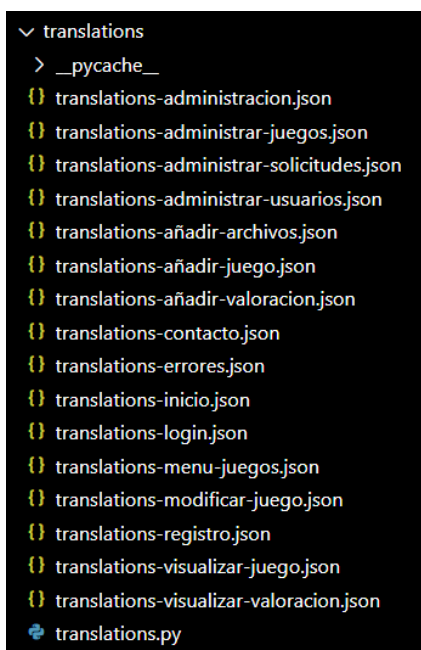 translations
__pycache__
translations-administracion.json
translations-administrar-juegos.json
translations-administrar-solicitudes.json
translations-administrar-usuarios.json
translations-añadir-archivos.json
translations-añadir-juego.json
translations-añadir-valoracion.json
translations-contacto.json
translations-errores.json
translations-inicio.json
translations-login.json
translations-menu-juegos.json
translations-modificar-juego.json
translations-registro.json
translations-visualizar-juego.json
translations-visualizar-valoracion.json
translations.py